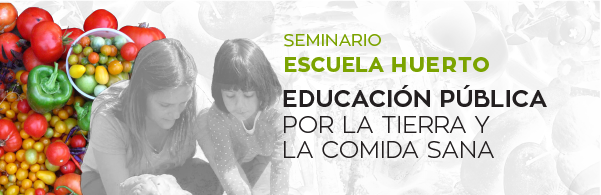 SEMINARIO
ESCUELA HUERTO
EDUCACIÓN PÚBLICA
POR LA TIERRA Y
LA COMIDA SANA